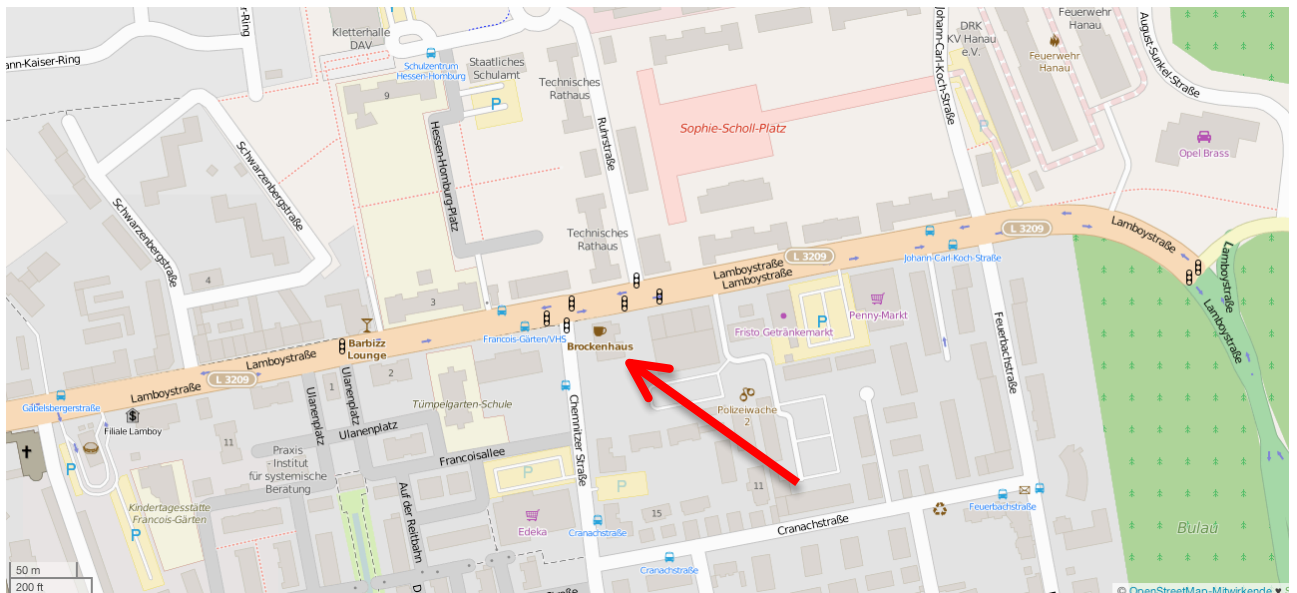 ann-Kaiser-Ring
r-Ring
Kletterhalle
DAV
Schulzentrum
Hessen-Homburg
Staatliches
Schulamt
P
9
Technisches
Rathaus
Ruhrstraße
Hessen-Homburg-Platz
Sophie-Scholl-Platz
Johann-Carl-Koch-Straße
DRK
KV Hanau
e.V.
P
Feuerwehr
Hanau
Feuerwehr
Hanau
August-Sunkel-Straße
Opel Brass
Schwarzenbergstraße
Schwarzenbergstraße
4
3
Technisches
Rathaus
L 3209
Lamboystraße
Lamboystraße
Johann-Carl-Koch-Straße
L 3209
Lamboystraße
Lamboystraße
Lamboystraße
Barbizz
Lounge
Francois-Gärten/VHS
Brockenhaus
Fristo Getränkemarkt
P
Penny-Markt
Feuerbachstraße
Lamboystraße
L 3209
Lamboystraße
Gabelsbergerstraße
Filiale Lamboy
1
2
Ulanenplatz
Ulanenplatz
Ulanenplatz
Tümpelgarten-Schule
Chemnitzer Straße
Polizeiwache
2
11
Praxis
- Institut
für systemische
Beratung
Francoisallee
P
P
P
P
Kindertagesstätte
Francois-Gärten
Auf der Reitbahn
Edeka
15
11
Cranachstraße
Cranachstraße
Cranachstraße
Feuerbachstraße
Bulau
50 m
200 ft
© OpenStreetMap-Mitwirkende ♥